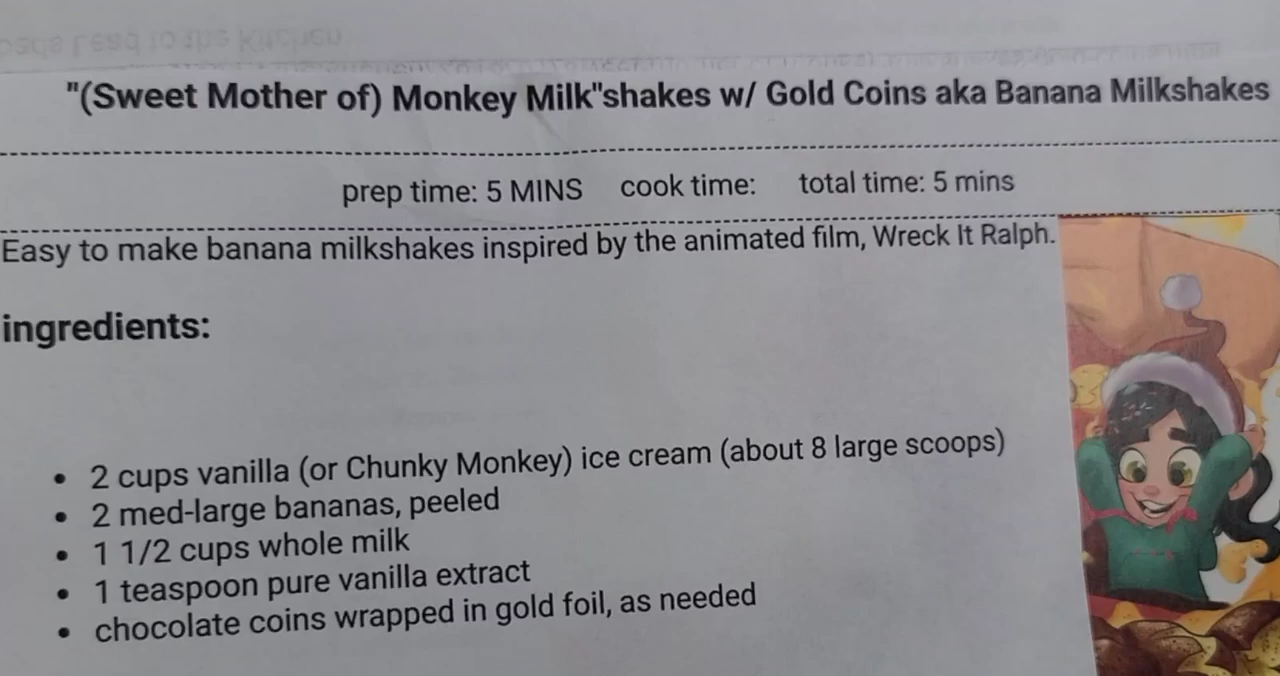 "(Sweet Mother of) Monkey Milk"shakes w/ Gold Coins aka Banana Milkshakes
prep time: 5 MINS cook time: total time: 5 mins
Easy to make banana milkshakes inspired by the animated film, Wreck It Ralph.
ingredients:
• 2 cups vanilla (or Chunky Monkey) ice cream (about 8 large scoops)
• 2 med-large bananas, peeled
• 1 1/2 cups whole milk
• 1 teaspoon pure vanilla extract
• chocolate coins wrapped in gold foil, as needed